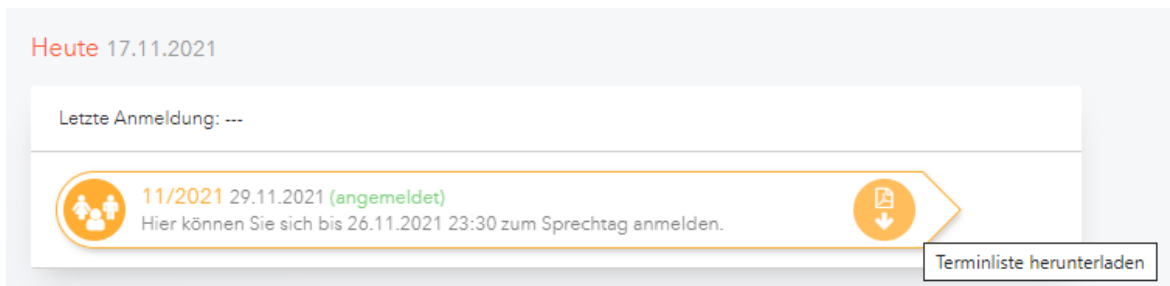 Heute 17.11.2021
Letzte Anmeldung: ---
11/2021 29.11.2021 (angemeldet)
Hier können Sie sich bis 26.11.2021 23:30 zum Sprechtag anmelden.
Terminliste herunterladen